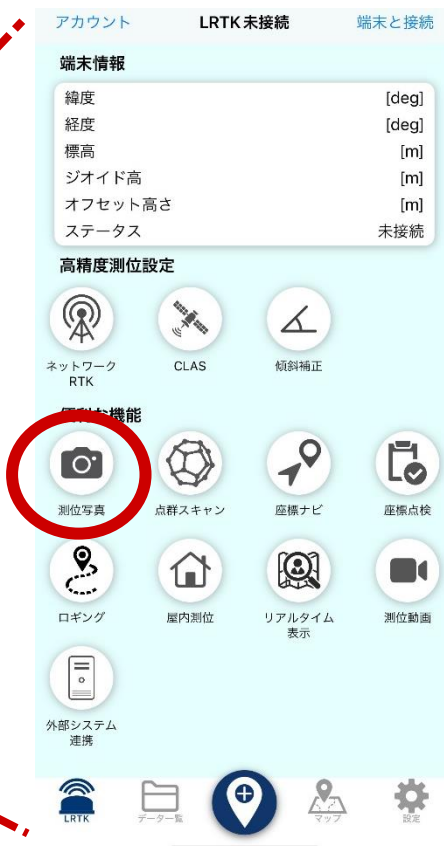 アカウント LRTK未接続 端末と接続
端末情報
緯度 [deg]
経度 [deg]
標高 [m]
ジオイド高 [m]
オフセット高さ [m]
ステータス 未接続
高精度測位設定
ネットワーク
RTK
CLAS
傾斜補正
便利な機能
測位写真
点群スキャン
座標ナビ
座標点検
ロギング
屋内測位
リアルタイム
表示
測位動画
外部システム
連携
LRTK
データ一覧
マップ
設定